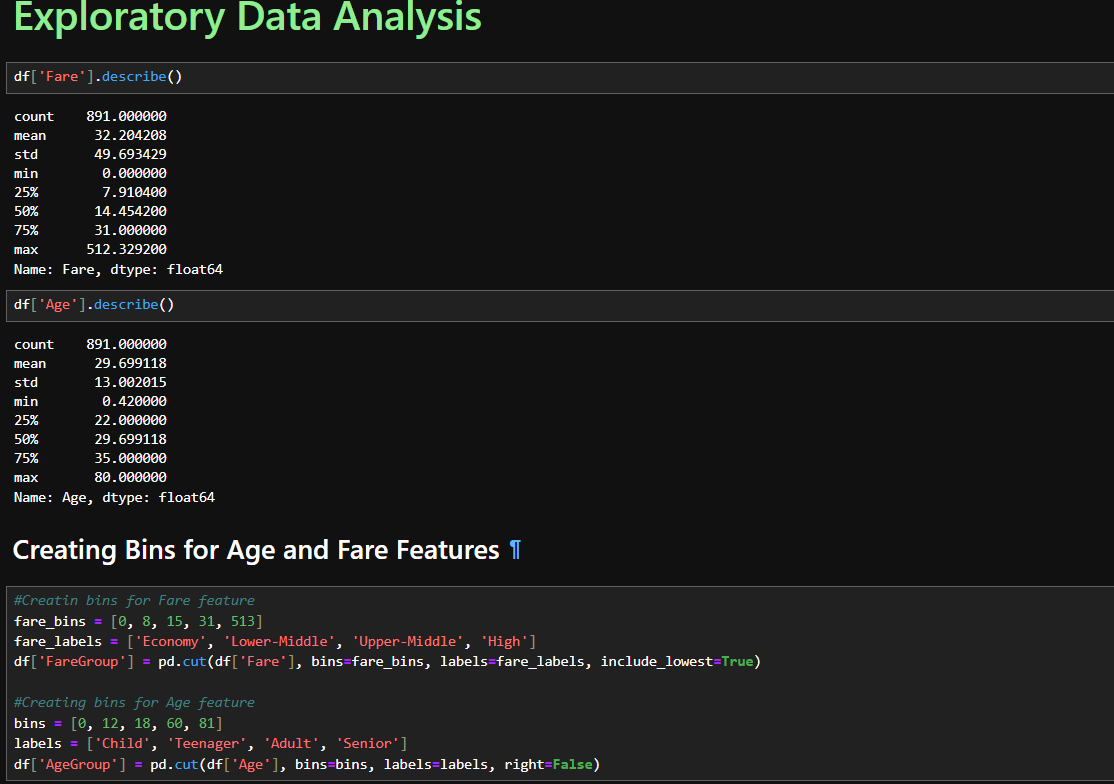 Exploratory Data Analysis
df['Fare'].describe()
count    891.000000
mean      32.204208
std       49.693429
min        0.000000
25%        7.910400
50%       14.454200
75%       31.000000
max      512.329200
Name: Fare, dtype: float64
df['Age'].describe()
count    891.000000
mean      29.699118
std       13.002015
min        0.420000
25%       22.000000
50%       29.699118
75%       35.000000
max       80.000000
Name: Age, dtype: float64
Creating Bins for Age and Fare Features ¶
#Creatin bins for Fare feature
fare_bins = [0, 8, 15, 31, 513]
fare_labels = ['Economy', 'Lower-Middle', 'Upper-Middle', 'High']
df['FareGroup'] = pd.cut(df['Fare'], bins=fare_bins, labels=fare_labels, include_lowest=True)
#Creating bins for Age feature
bins = [0, 12, 18, 60, 81]
labels = ['Child', 'Teenager', 'Adult', 'Senior']
df['AgeGroup'] = pd.cut(df['Age'], bins=bins, labels=labels, right=False)